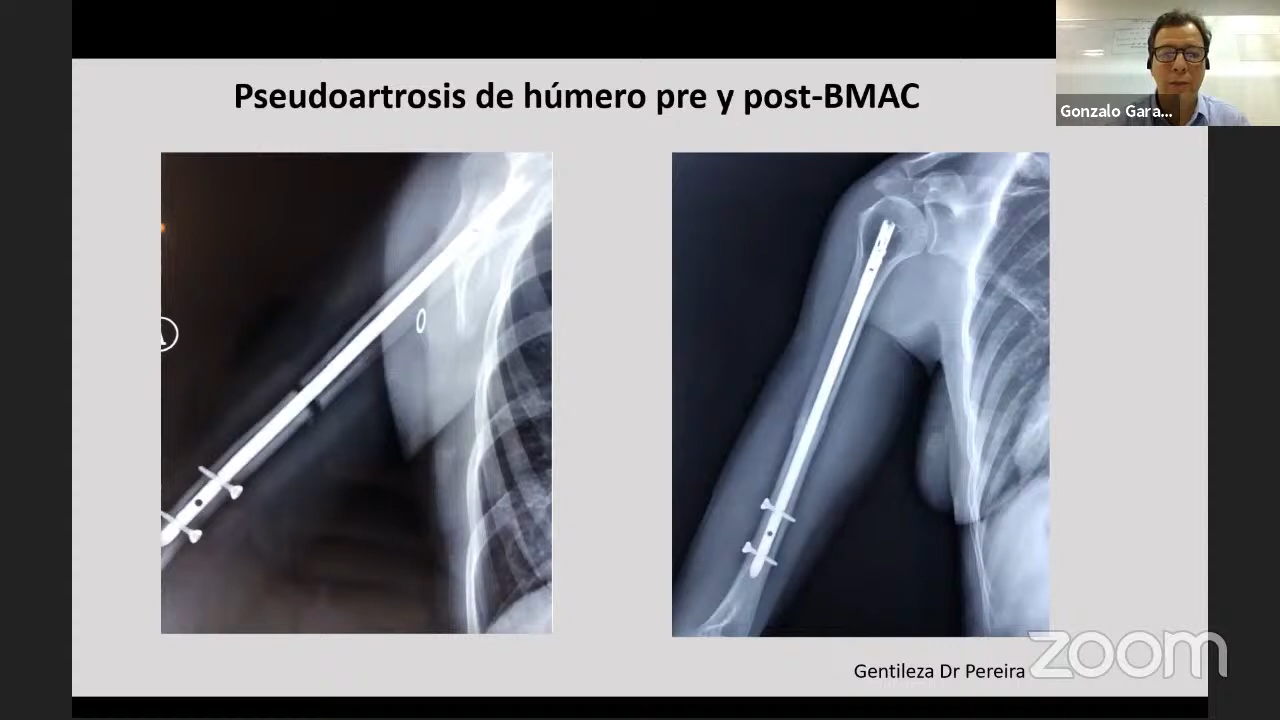 Pseudoartrosis de húmero pre y post-BMAC
Gonzalo Gara...
Gentileza Dr Pereira
zoom